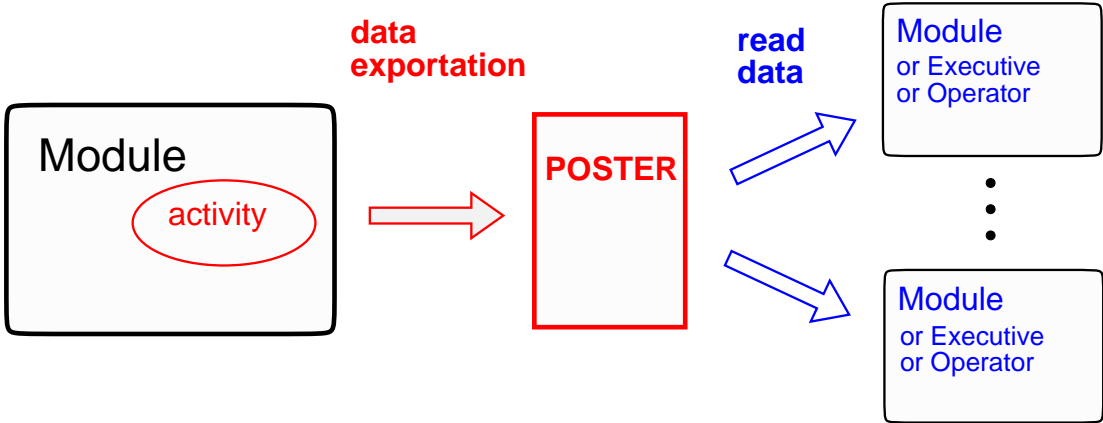 Module
activity
data
exportation
POSTER
read
data
Module
or Executive
or Operator
Module
or Executive
or Operator